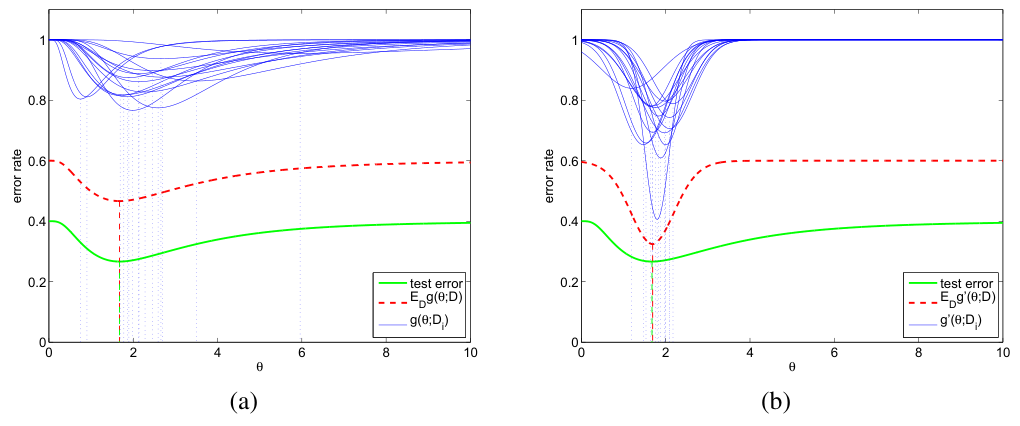 1
0.8
0.6
0.4
0.2
0
error rate
0 2 4 6 8 10
θ
test error
E_D g(θ;D)
g(θ;D_i)
(a)
1
0.8
0.6
0.4
0.2
0
error rate
0 2 4 6 8 10
θ
test error
E_D g'(θ;D)
g'(θ;D_i)
(b)